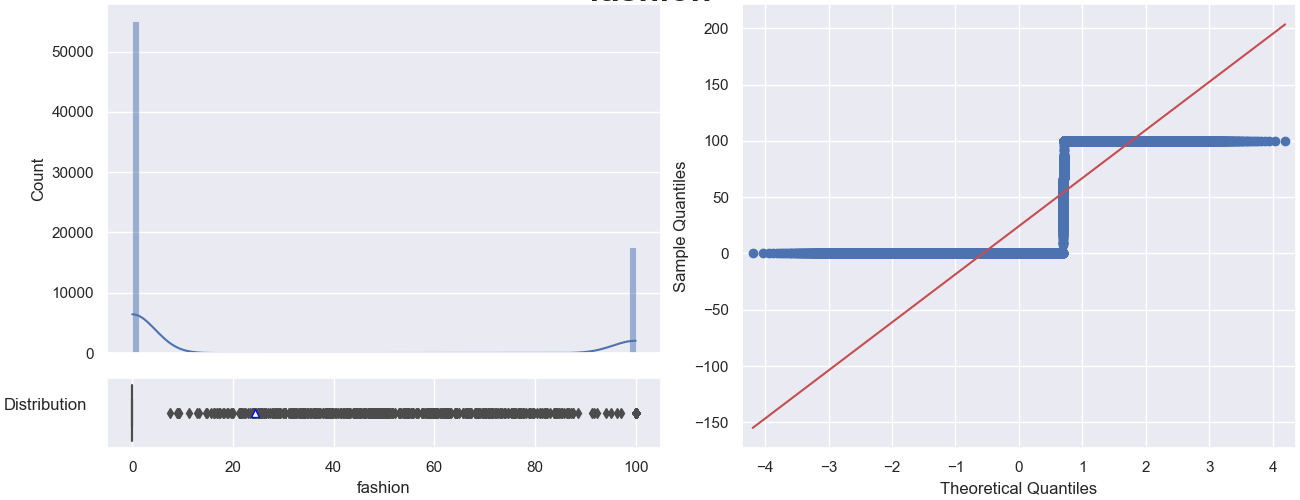 fashion
50000
40000
30000
20000
10000
0
Count
Distribution
0 20 40 60 80 100
fashion
200
150
100
50
0
−50
−100
−150
Sample Quantiles
−4 −3 −2 −1 0 1 2 3 4
Theoretical Quantiles